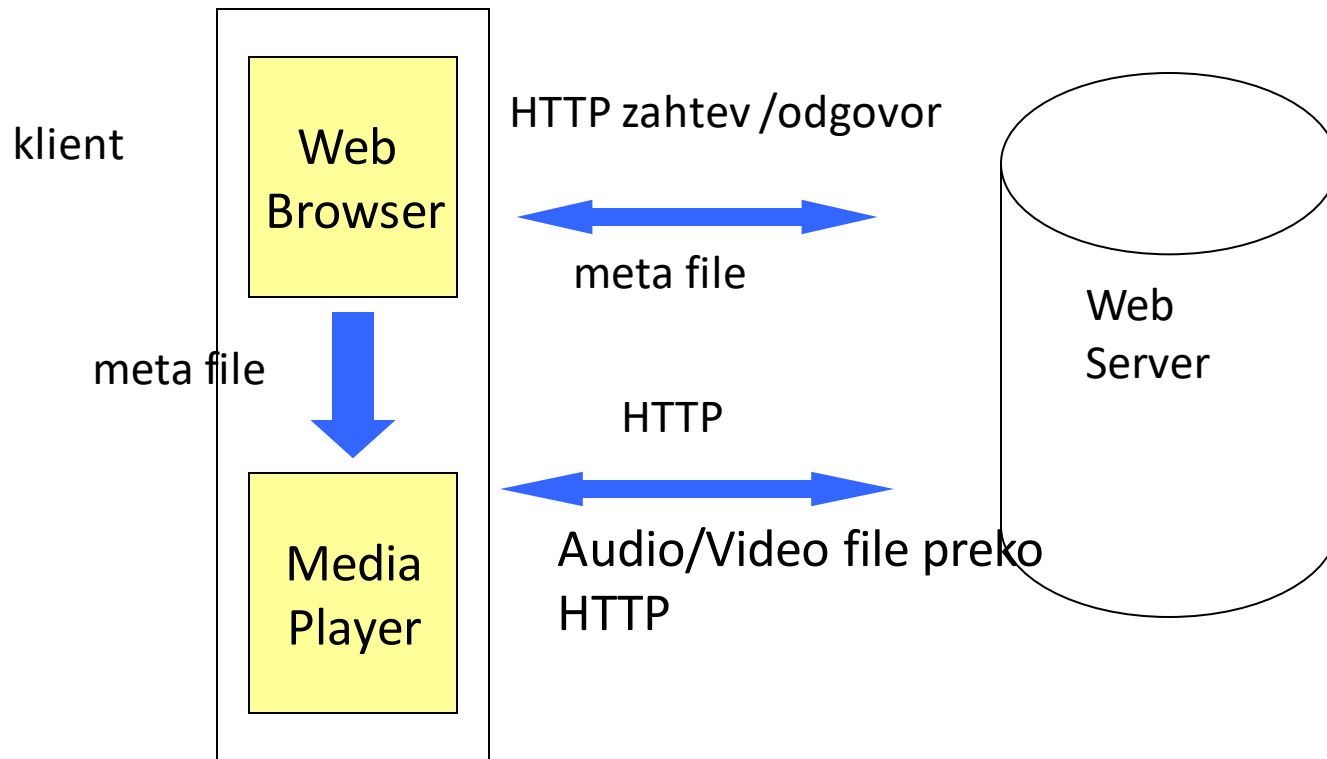 klient
Web
Browser
HTTP zahtev /odgovor
meta file
Web
Server
meta file
HTTP
Media
Player
Audio/Video file preko
HTTP